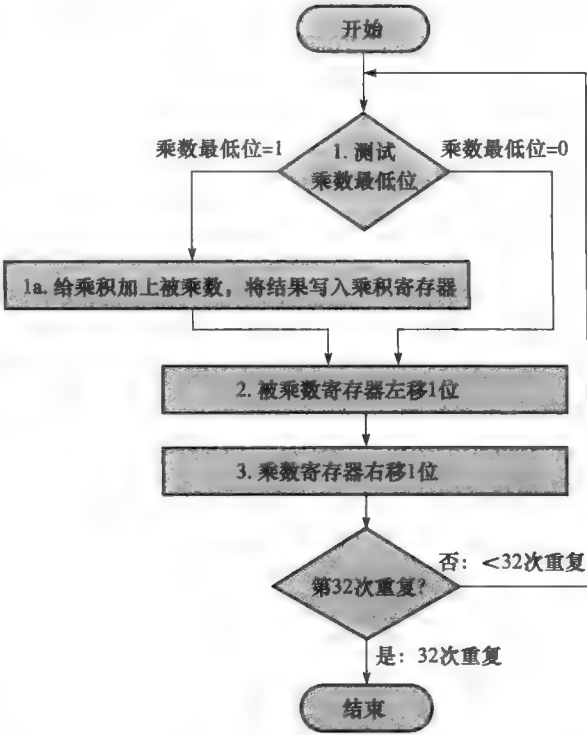 开始
乘数最低位=1
1. 测试
乘数最低位
乘数最低位=0
1a. 给乘积加上被乘数，将结果写入乘积寄存器
2. 被乘数寄存器左移1位
3. 乘数寄存器右移1位
第32次重复?
否：<32次重复
是：32次重复
结束